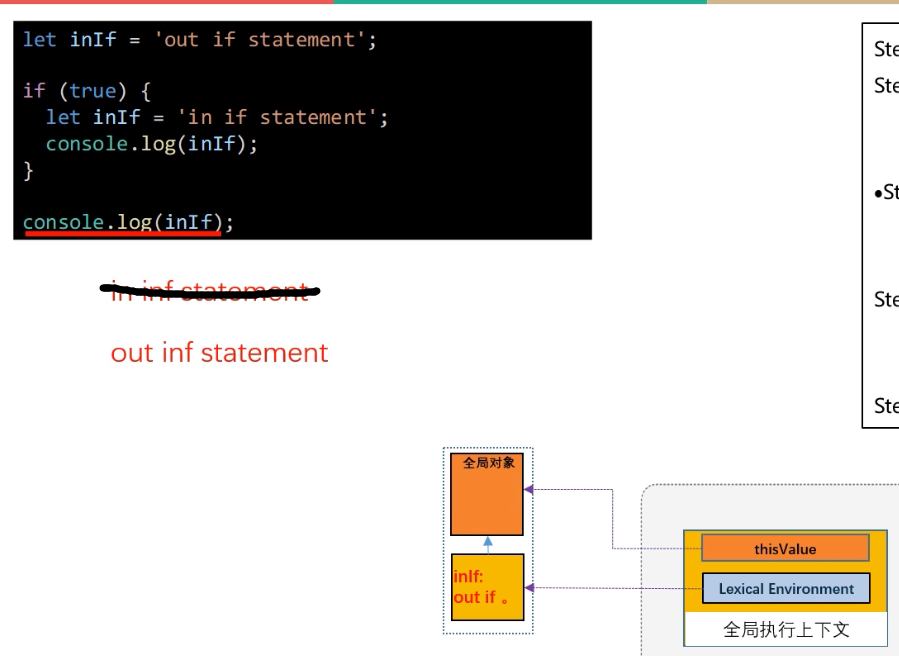 let inIf = 'out if statement';
if (true) {
let inIf = 'in if statement';
console.log(inIf);
}
console.log(inIf);
in inf statement
out inf statement
Ste
Ste
•St
Ste
Ste
全局对象
inIf:
out if 。
thisValue
Lexical Environment
全局执行上下文